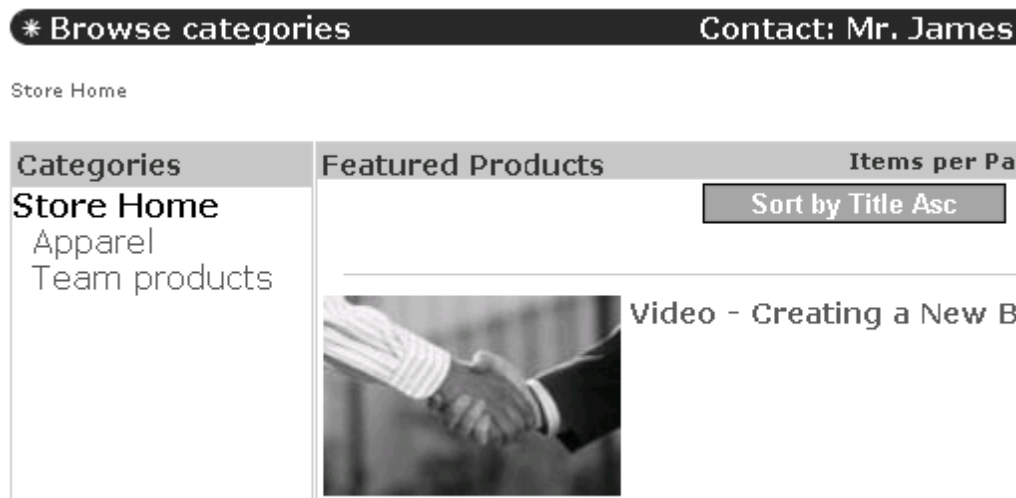 * Browse categories Contact: Mr. James
Store Home
Categories
Store Home
Apparel
Team products
Featured Products Items per Pa
Sort by Title Asc
Video - Creating a New B